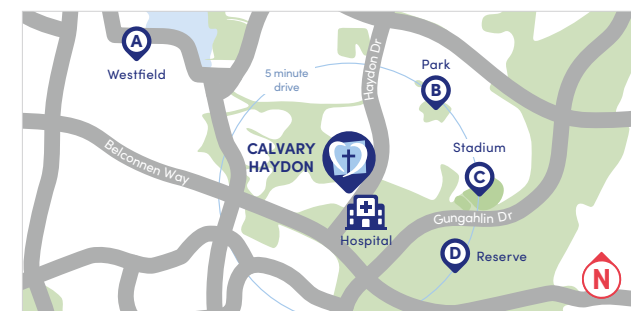 A
Westfield
5 minute
drive
Haydon Dr
Park
B
CALVARY
HAYDON
Stadium
C
Belconnen Way
Gungahlin Dr
Hospital
D
Reserve
N